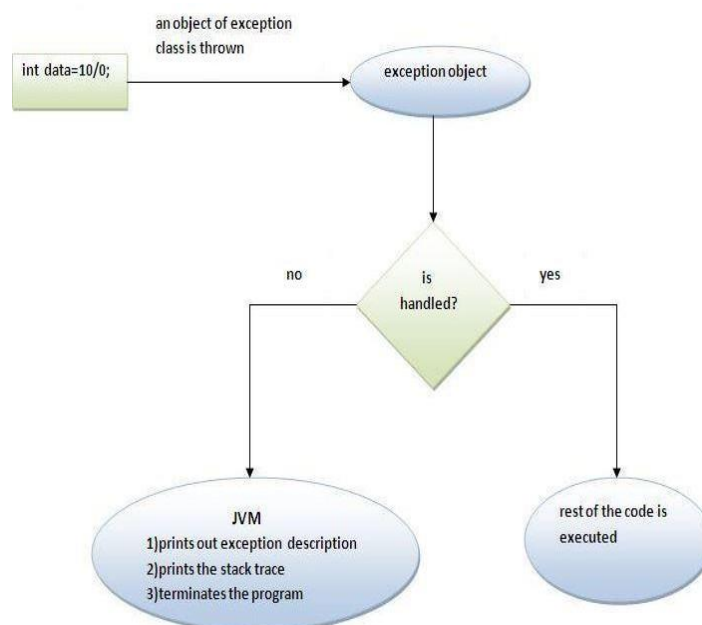 an object of exception
class is thrown
int data=10/0;
exception object
is
handled?
no
yes
JVM
1)prints out exception description
2)prints the stack trace
3)terminates the program
rest of the code is
executed